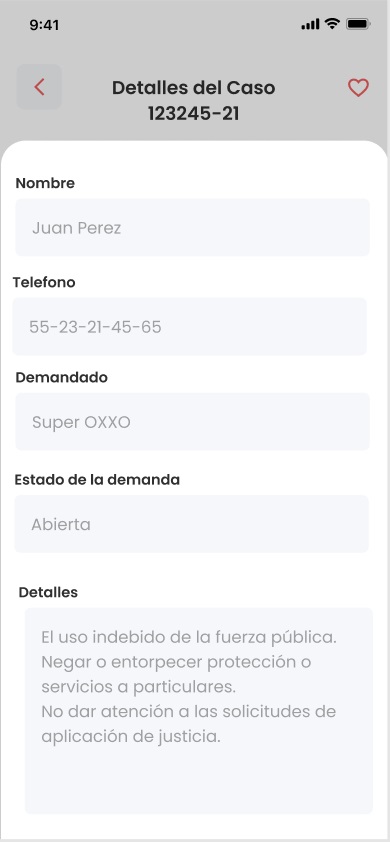 9:41
Detalles del Caso
123245-21
Nombre
Juan Perez
Telefono
55-23-21-45-65
Demandado
Super OXXO
Estado de la demanda
Abierta
Detalles
El uso indebido de la fuerza pública.
Negar o entorpecer protección o
servicios a particulares.
No dar atención a las solicitudes de
aplicación de justicia.